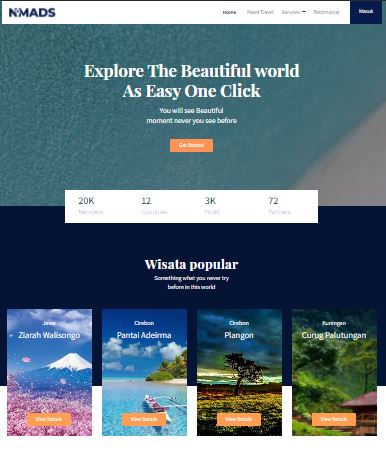 NOMADS
Home Paket Travel Services Testimonial Masuk
Explore The Beautiful world
As Easy One Click
You will see Beautiful
moment never you see before
Get Started
20K 12 3K 72
Members Countries Hotel Partners
Wisata popular
Something what you never try
before in this world
Jawa Cirebon Cirebon Kuningan
Ziarah Walisongo Pantai Adeirma Plangon Curug Palutungan
View Details View Details View Details View Details